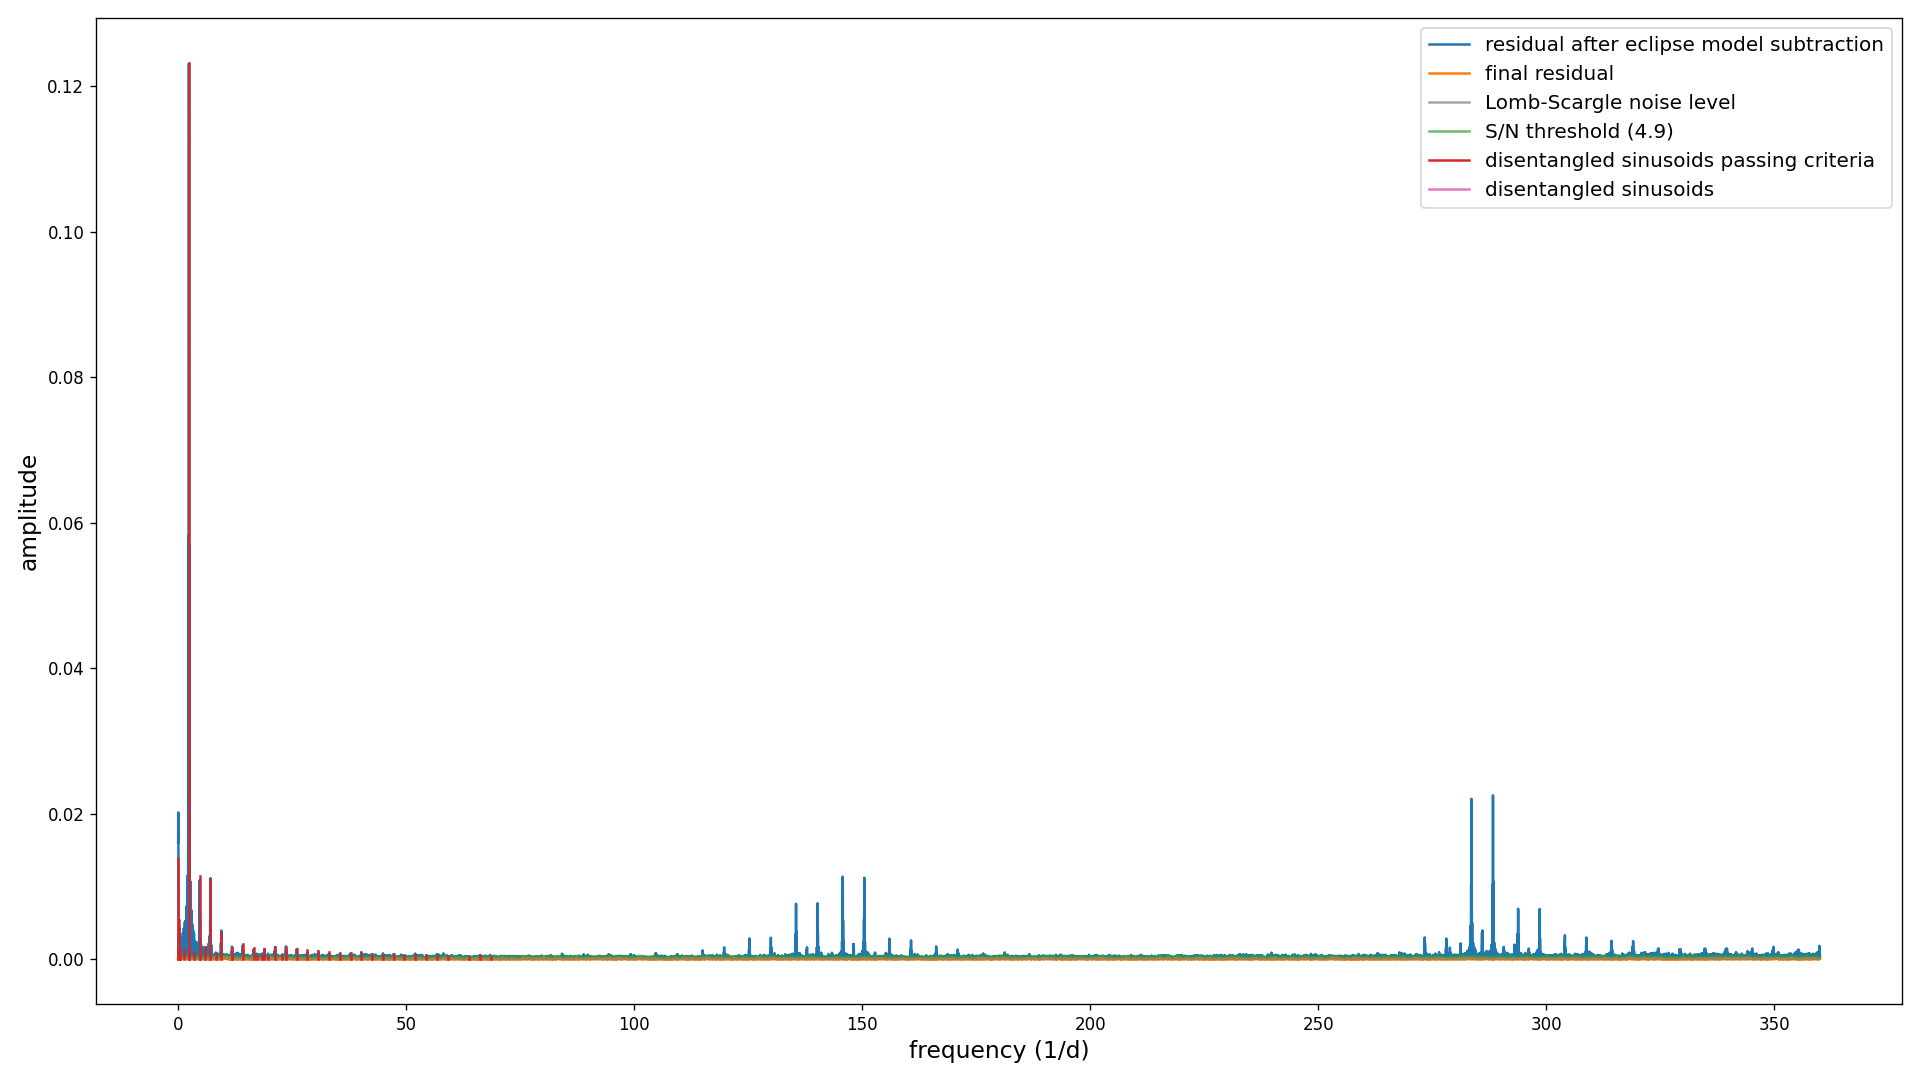 residual after eclipse model subtraction
final residual
Lomb-Scargle noise level
S/N threshold (4.9)
disentangled sinusoids passing criteria
disentangled sinusoids
0.12
0.10
0.08
0.06
0.04
0.02
0.00
amplitude
0 50 100 150 200 250 300 350
frequency (1/d)